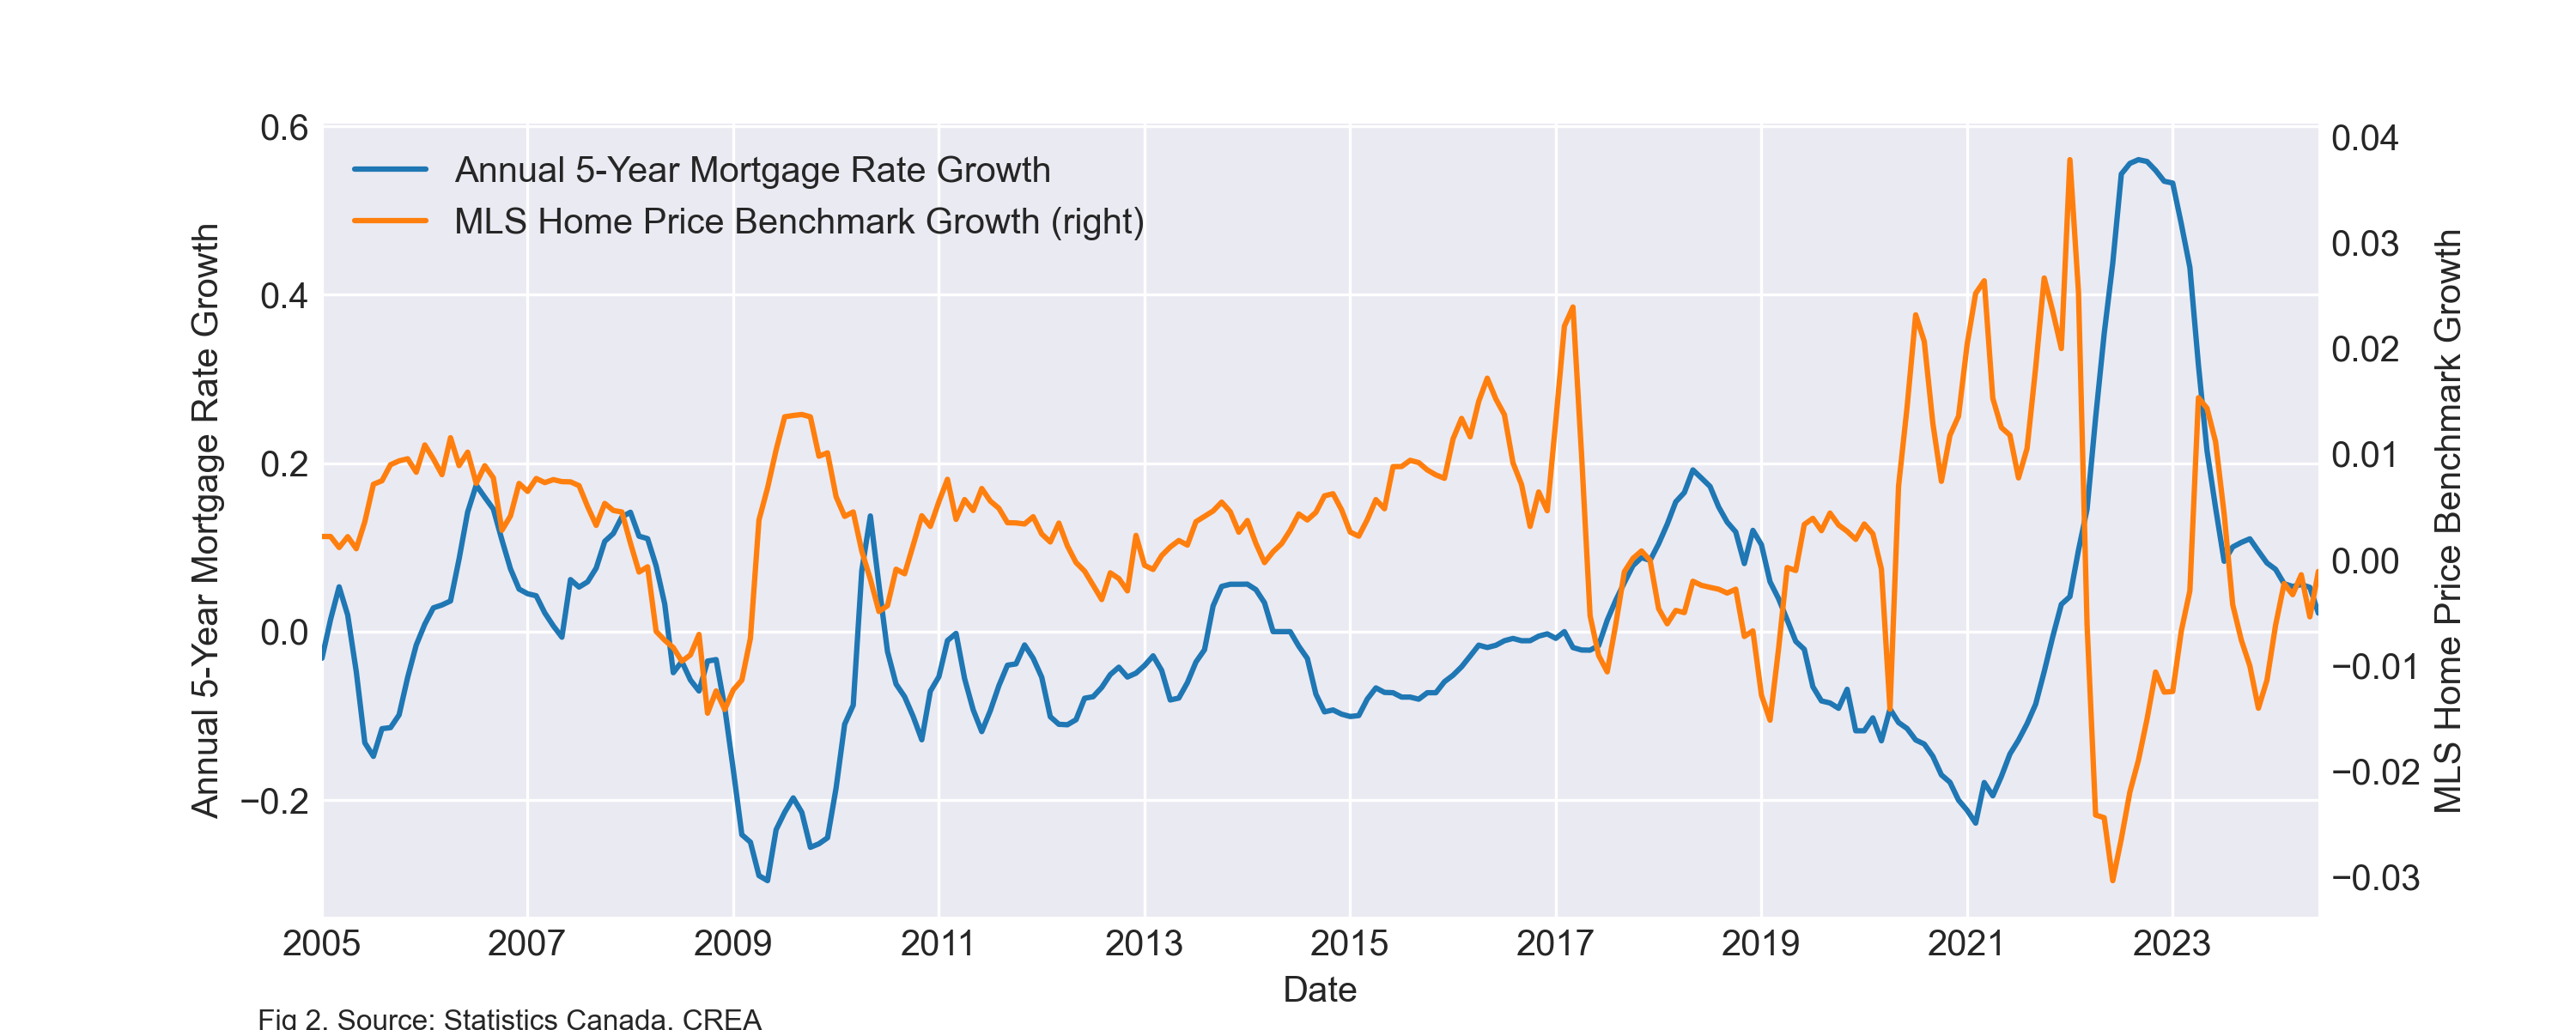 Annual 5-Year Mortgage Rate Growth
MLS Home Price Benchmark Growth (right)
0.6
0.4
0.2
0.0
−0.2
Annual 5-Year Mortgage Rate Growth
0.04
0.03
0.02
0.01
0.00
−0.01
−0.02
−0.03
MLS Home Price Benchmark Growth
2005 2007 2009 2011 2013 2015 2017 2019 2021 2023
Date
Fig 2. Source: Statistics Canada, CREA